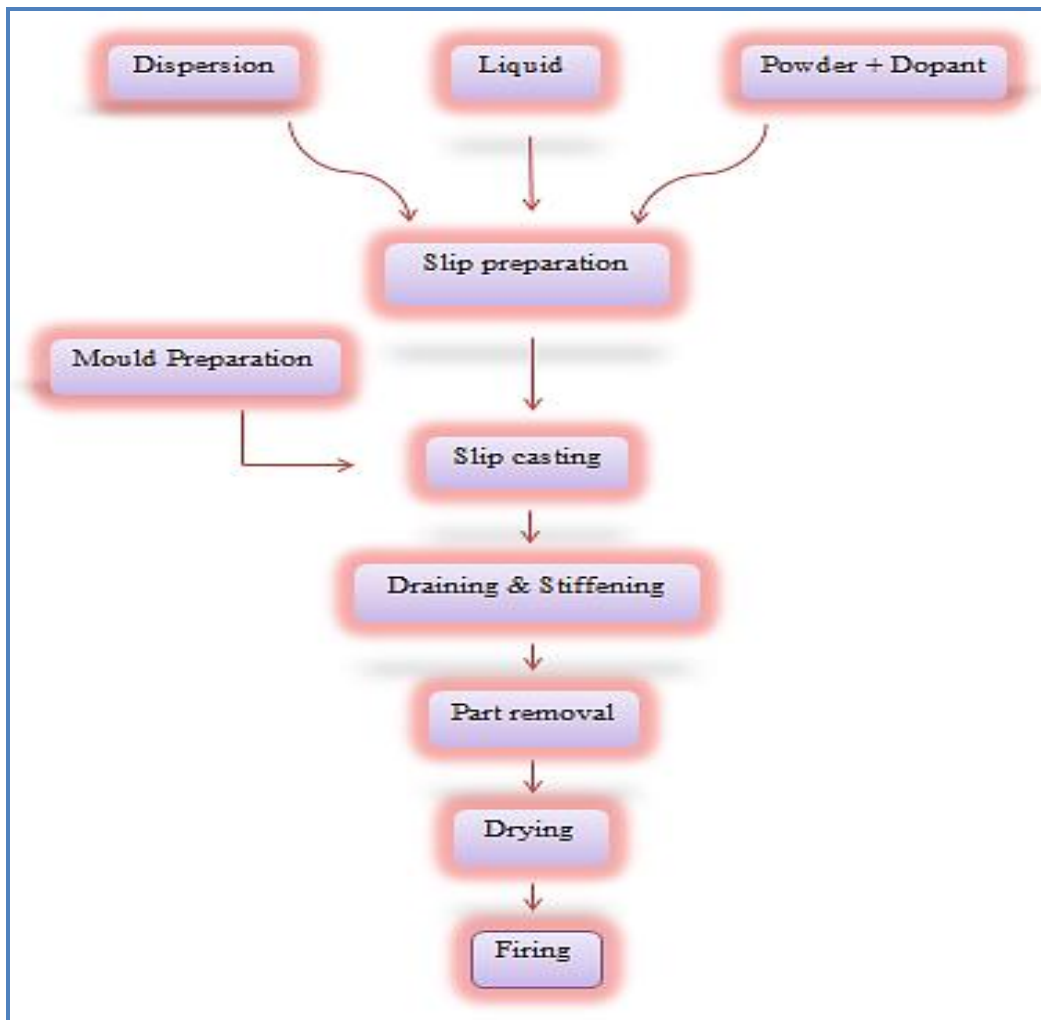 Dispersion
Liquid
Powder + Dopant
Slip preparation
Mould Preparation
Slip casting
Draining & Stiffening
Part removal
Drying
Firing